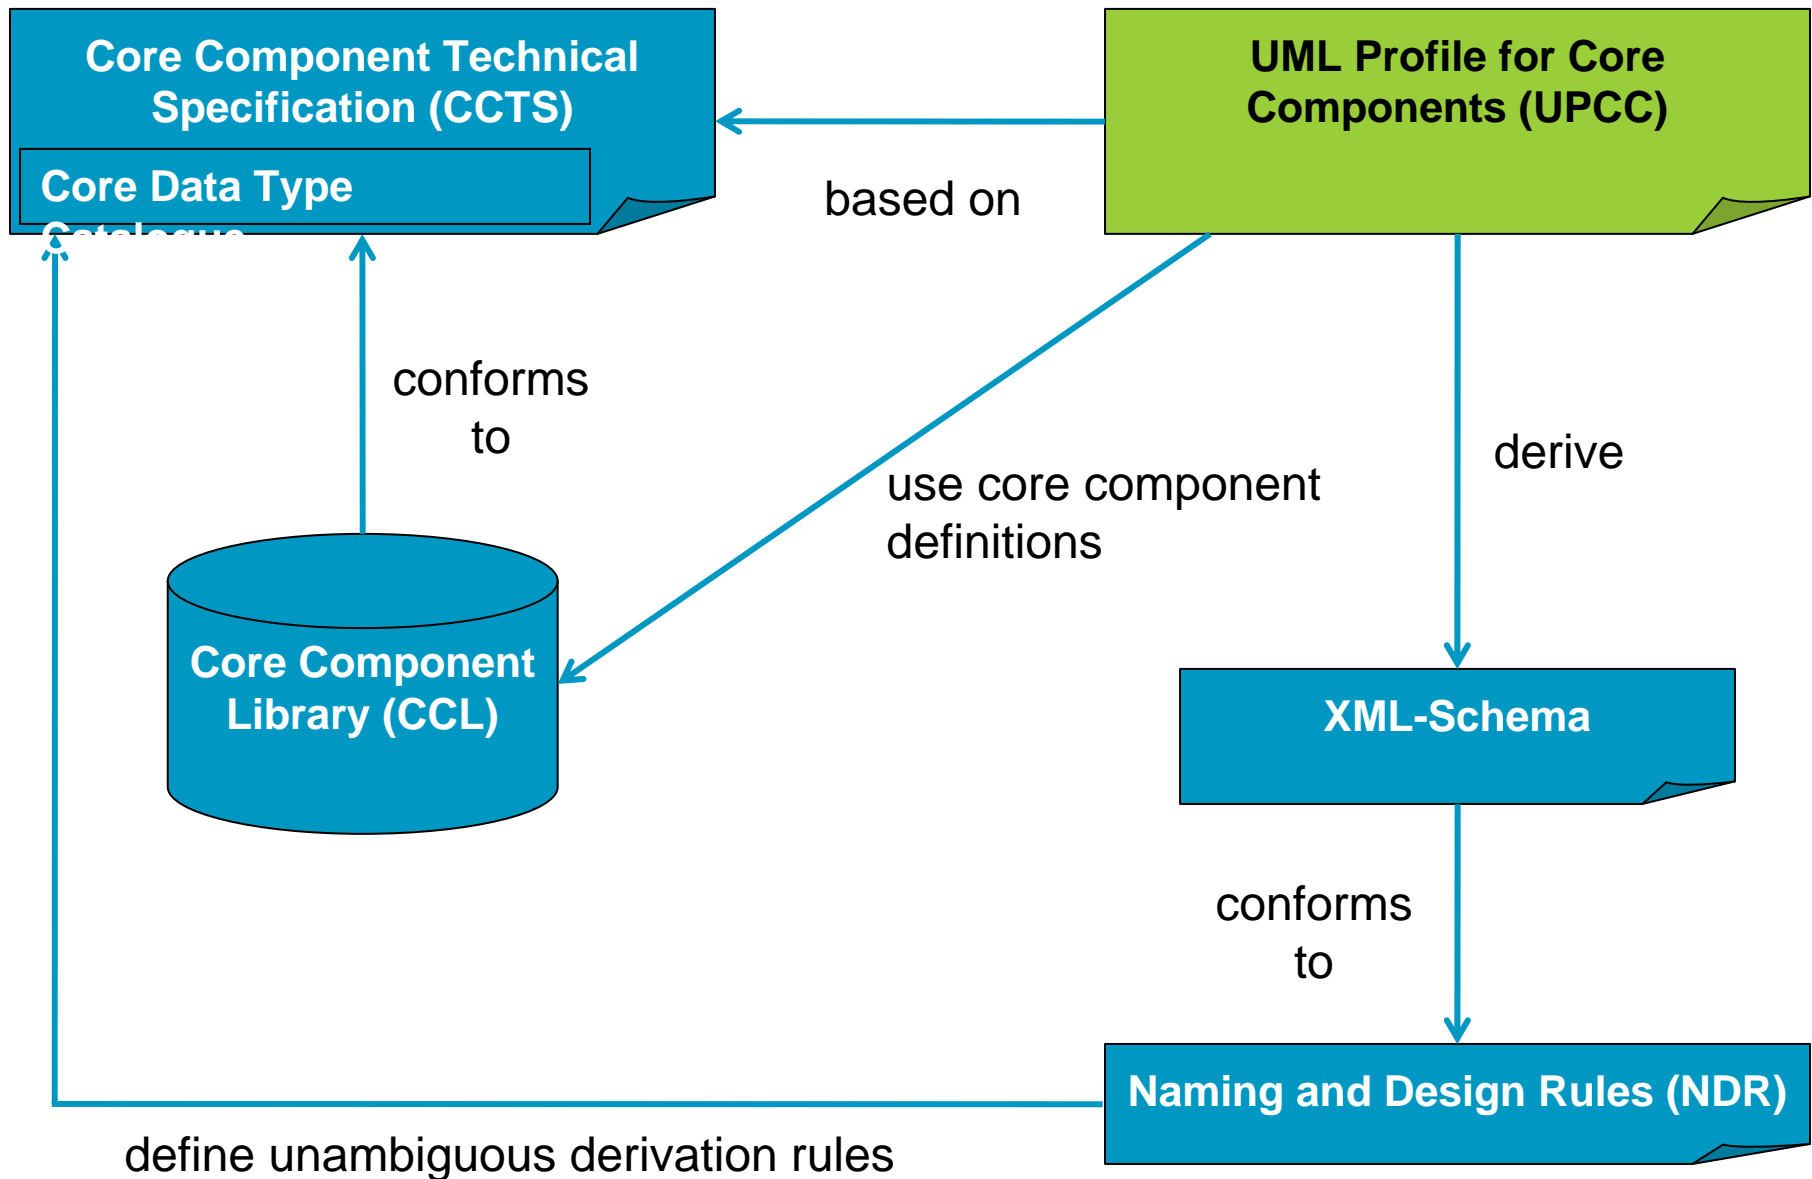 Core Component Technical
Specification (CCTS)
Core Data Type
Catalogue
UML Profile for Core
Components (UPCC)
based on
conforms
to
use core component
definitions
derive
Core Component
Library (CCL)
XML-Schema
conforms
to
Naming and Design Rules (NDR)
define unambiguous derivation rules